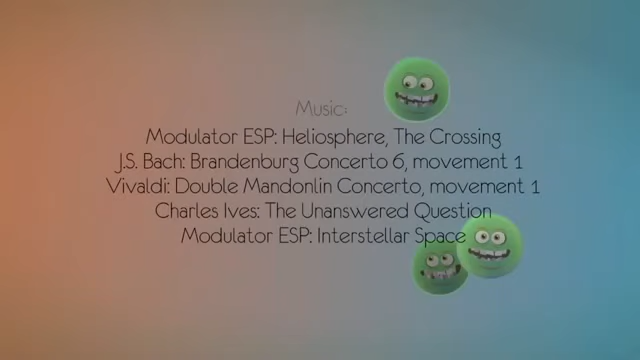 Music:
Modulator ESP: Heliosphere, The Crossing
J.S. Bach: Brandenburg Concerto 6, movement 1
Vivaldi: Double Mandonlin Concerto, movement 1
Charles Ives: The Unanswered Question
Modulator ESP: Interstellar Space